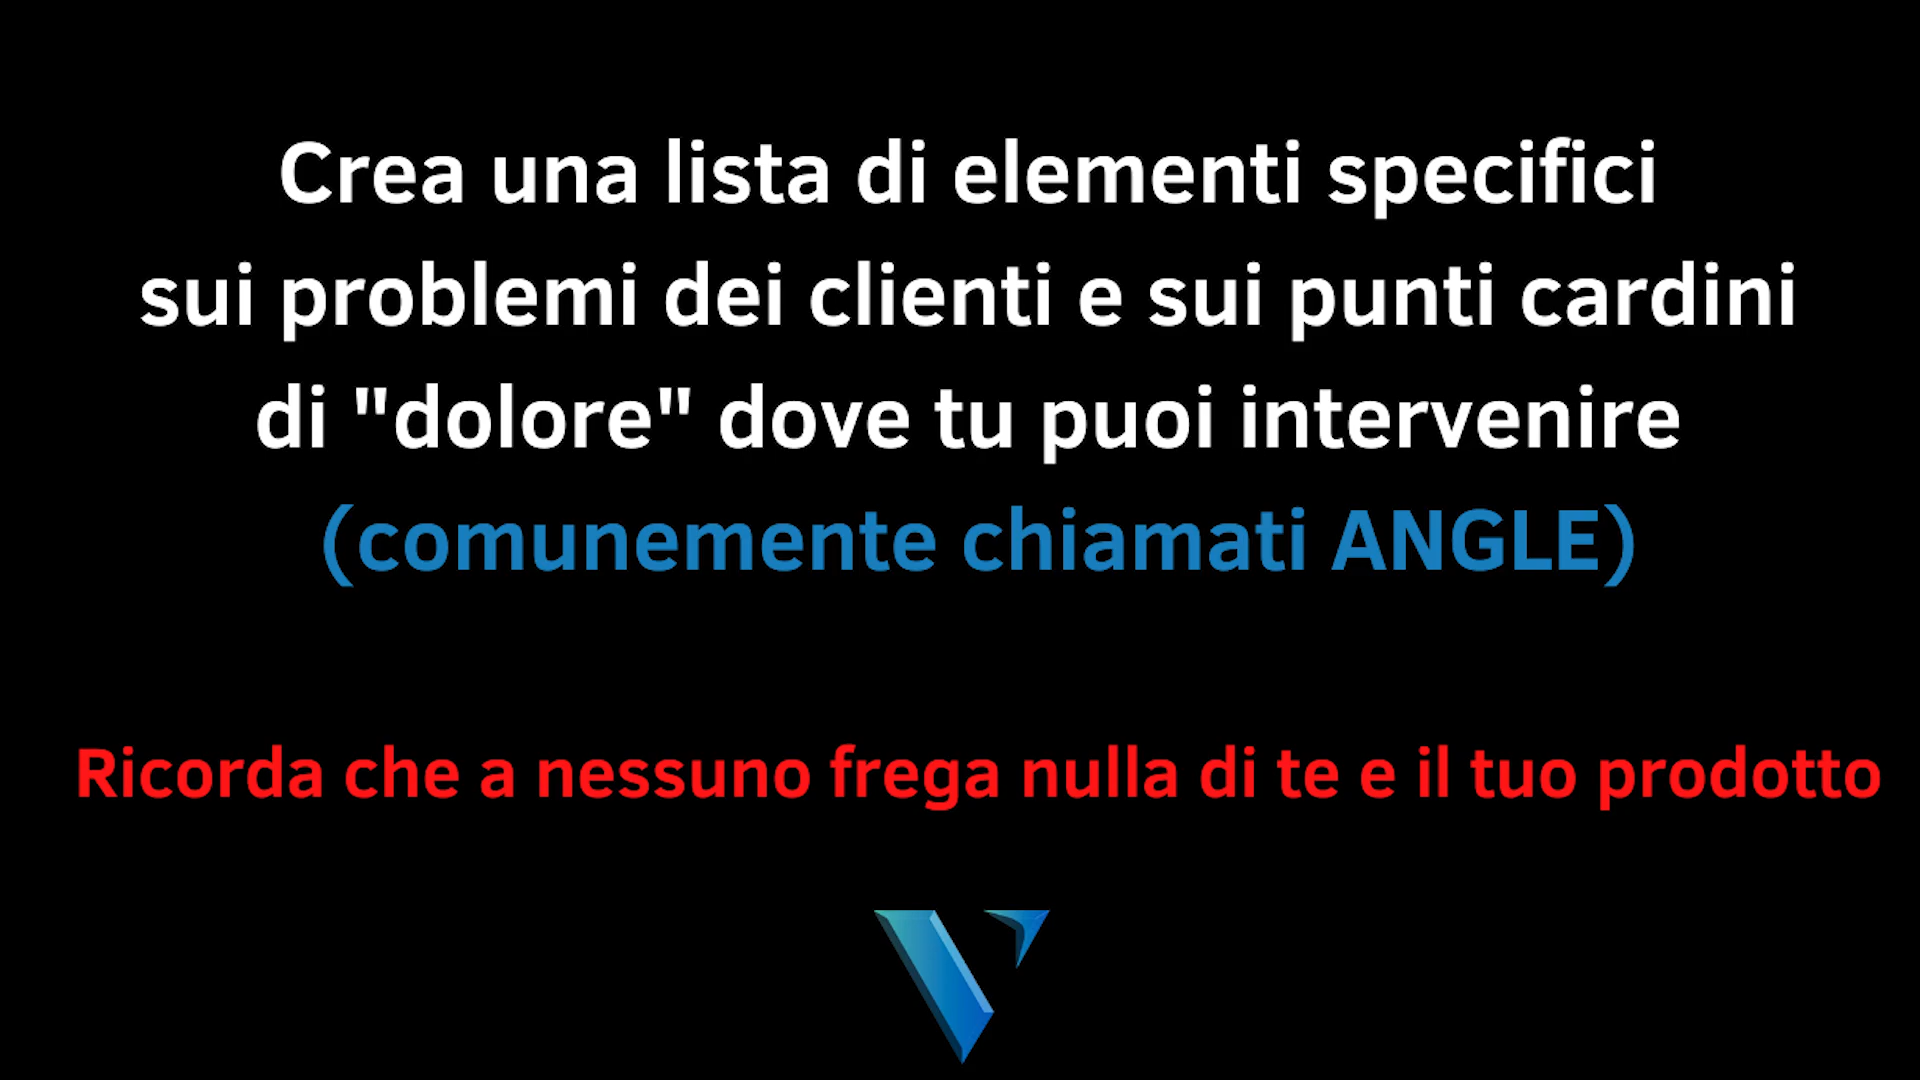 Crea una lista di elementi specifici
sui problemi dei clienti e sui punti cardini
di "dolore" dove tu puoi intervenire
(comunemente chiamati ANGLE)
Ricorda che a nessuno frega nulla di te e il tuo prodotto